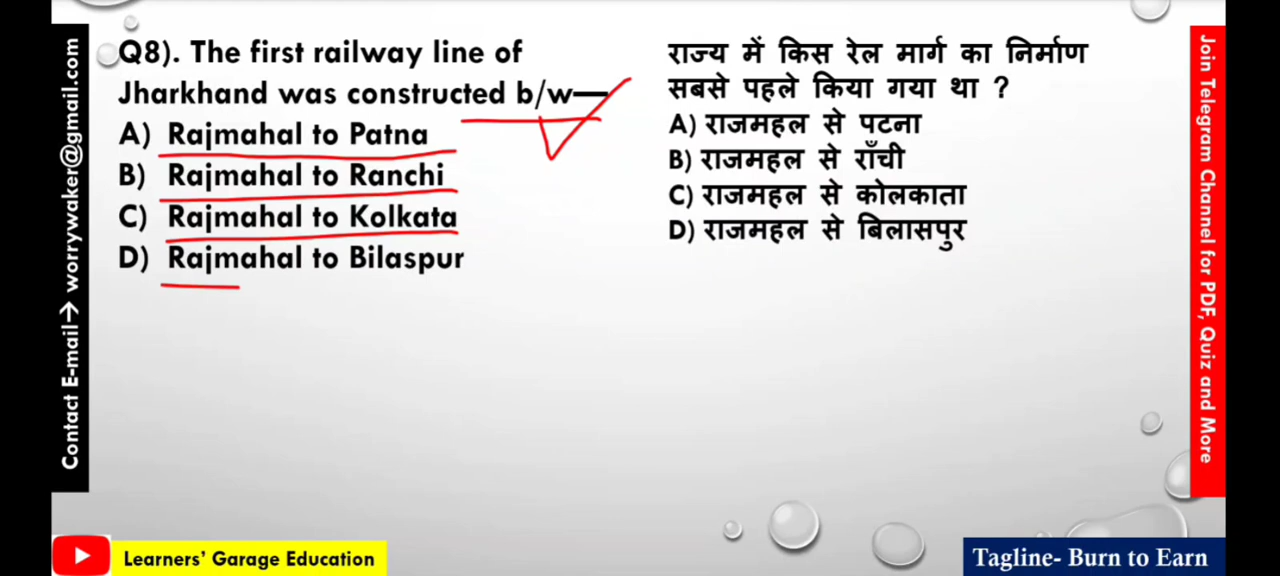 Contact E-mail→ worrywaker@gmail.com
Q8). The first railway line of
Jharkhand was constructed b/w—
A) Rajmahal to Patna
B) Rajmahal to Ranchi
C) Rajmahal to Kolkata
D) Rajmahal to Bilaspur
राज्य में किस रेल मार्ग का निर्माण
सबसे पहले किया गया था ?
A) राजमहल से पटना
B) राजमहल से राँची
C) राजमहल से कोलकाता
D) राजमहल से बिलासपुर
Join Telegram Channel for PDF, Quiz and More
Learners' Garage Education
Tagline- Burn to Earn